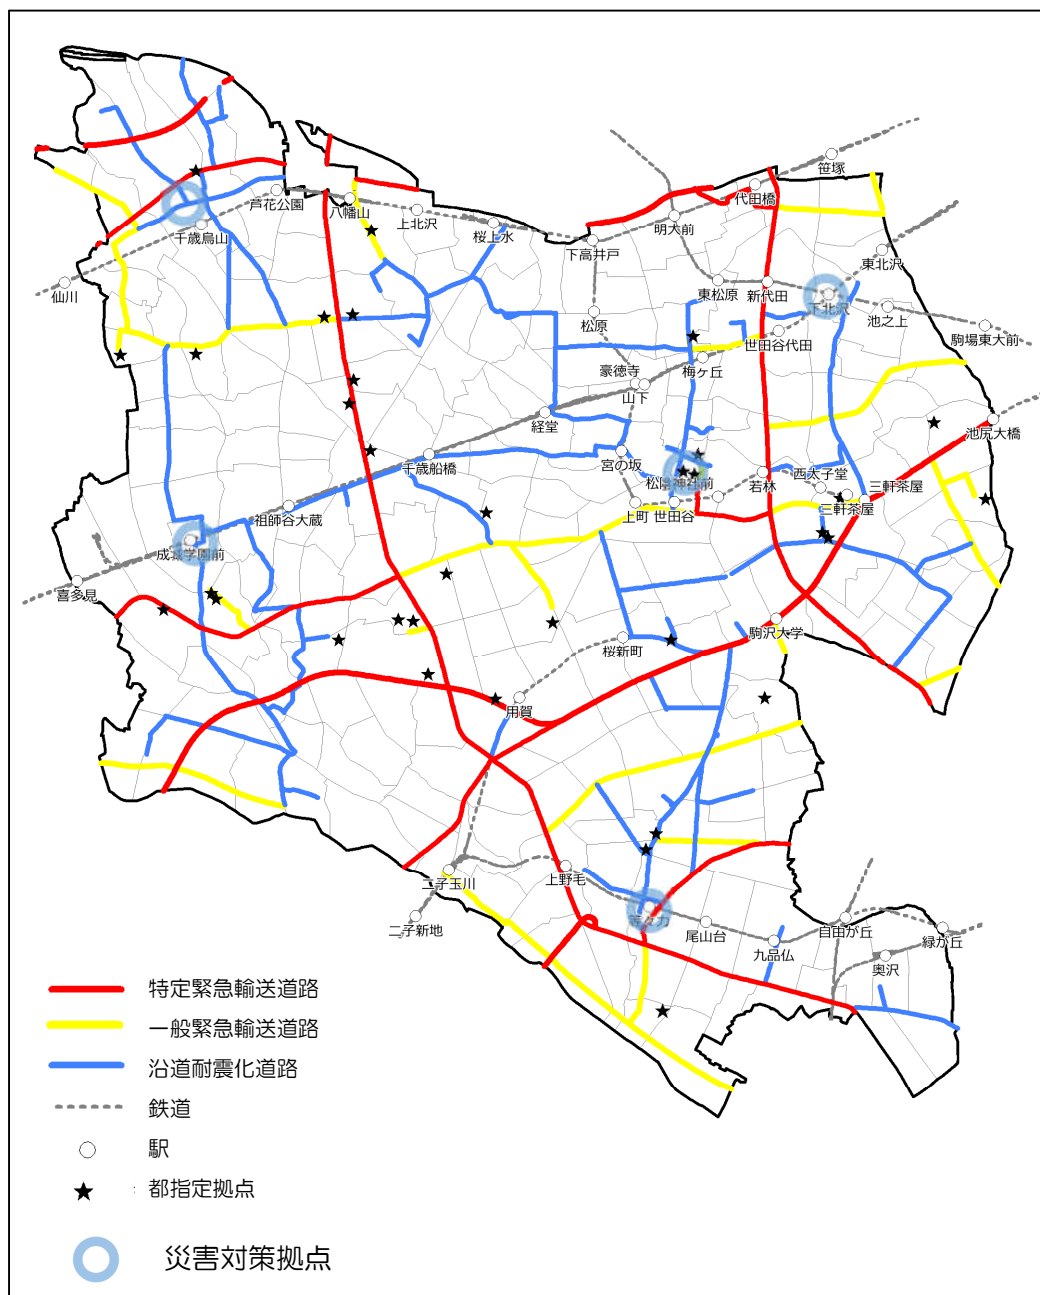 笹塚
代田橋
芦花公園
八幡山
上北沢
桜上水
明大前
千歳烏山
下高井戸
東北沢
仙川
東松原
新代田
下北沢
池之上
松原
世田谷代田
駒場東大前
豪徳寺
梅ヶ丘
山下
経堂
池尻大橋
宮の坂
千歳船橋
松陰神社前
若林
西太子堂
三軒茶屋
三軒茶屋
上町
世田谷
祖師谷大蔵
成城学園前
喜多見
駒沢大学
桜新町
用賀
上野毛
二子玉川
等々力
二子新地
尾山台
自由が丘
九品仏
緑が丘
奥沢
特定緊急輸送道路
一般緊急輸送道路
沿道耐震化道路
鉄道
駅
: 都指定拠点
災害対策拠点